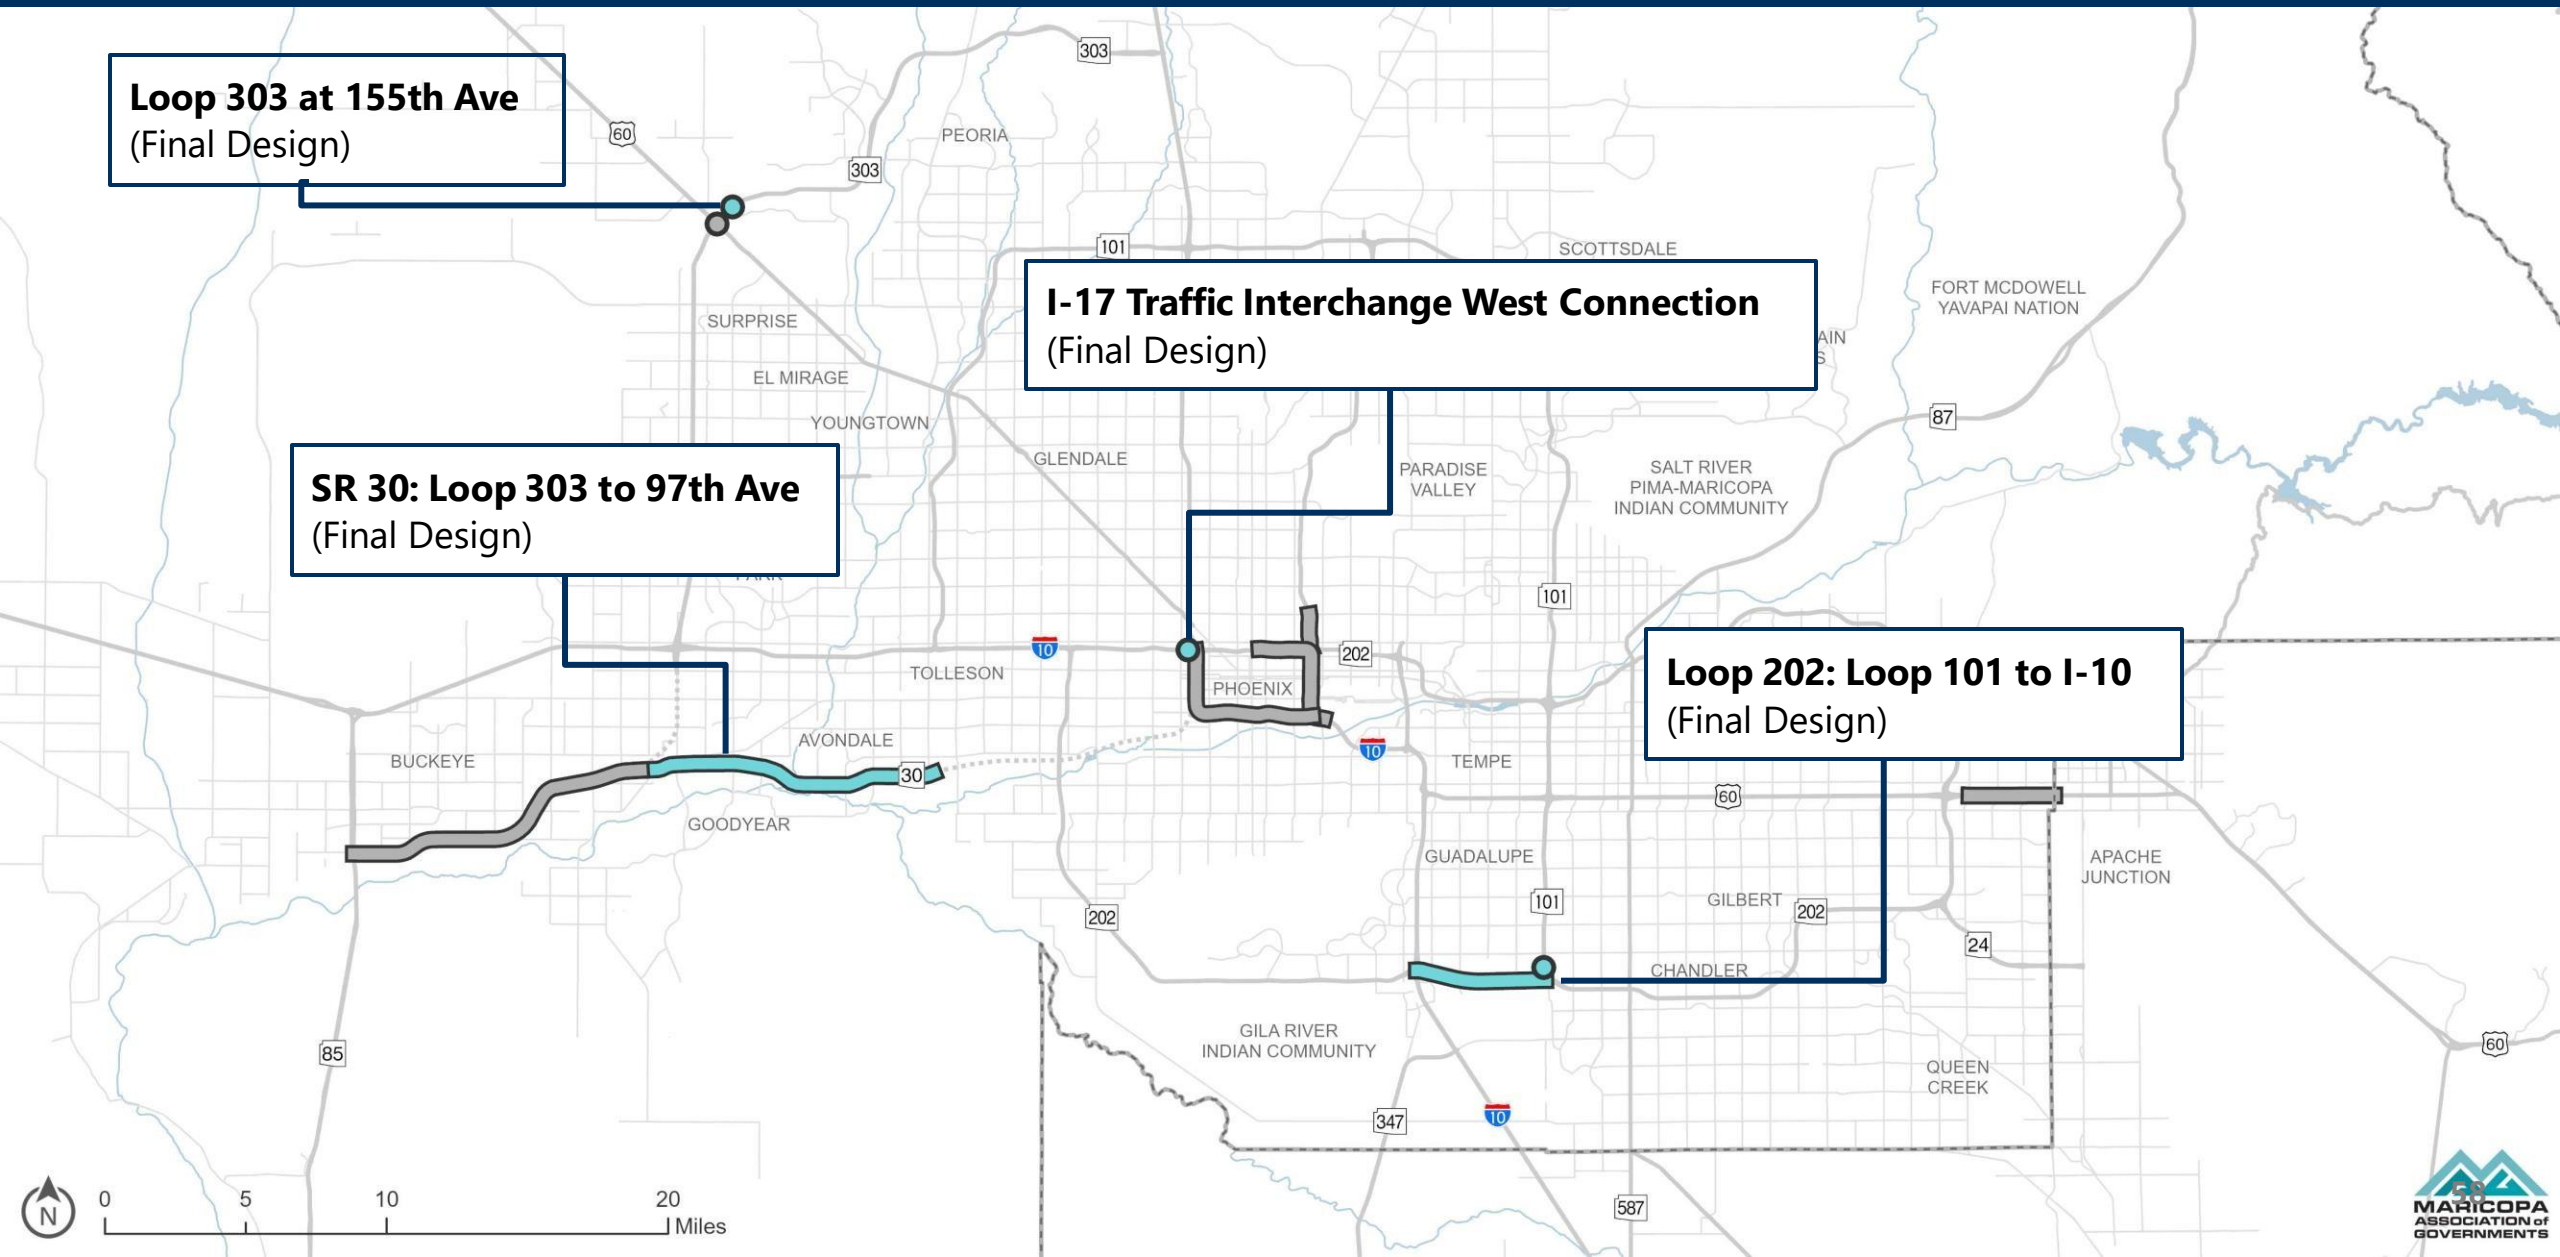 303
Loop 303 at 155th Ave
(Final Design)
60
PEORIA
303
101
SCOTTSDALE
I-17 Traffic Interchange West Connection
(Final Design)
FORT MCDOWELL
YAVAPAI NATION
SURPRISE
EL MIRAGE
87
YOUNGTOWN
GLENDALE
PARADISE
VALLEY
SALT RIVER
PIMA-MARICOPA
INDIAN COMMUNITY
SR 30: Loop 303 to 97th Ave
(Final Design)
101
10
202
TOLLESON
PHOENIX
Loop 202: Loop 101 to I-10
(Final Design)
AVONDALE
10
BUCKEYE
30
TEMPE
60
GOODYEAR
GUADALUPE
APACHE
JUNCTION
101
GILBERT
202
202
24
CHANDLER
GILA RIVER
INDIAN COMMUNITY
85
60
QUEEN
CREEK
347
10
587
0 5 10 20
Miles
N
58
MARICOPA
ASSOCIATION of
GOVERNMENTS